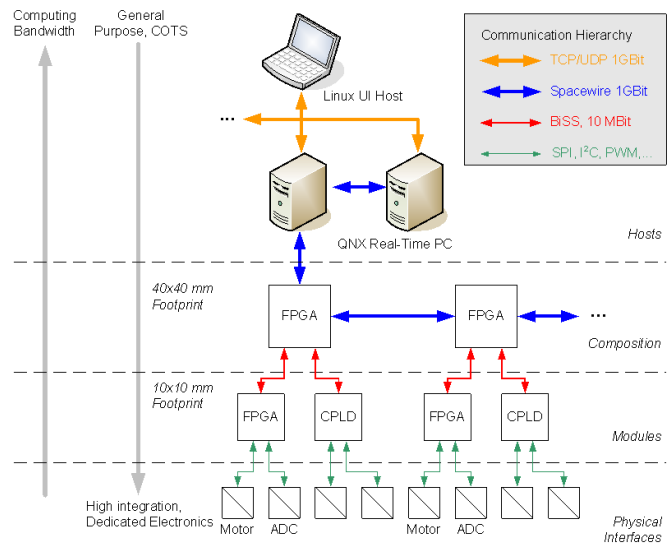 Computing
Bandwidth
General
Purpose, COTS
Communication Hierarchy
TCP/UDP 1GBit
Spacewire 1GBit
BiSS, 10 MBit
SPI, I²C, PWM,...
Linux UI Host
...
QNX Real-Time PC
Hosts
40x40 mm
Footprint
FPGA
FPGA
...
Composition
10x10 mm
Footprint
FPGA
CPLD
FPGA
CPLD
Modules
High integration,
Dedicated Electronics
Motor
ADC
Motor
ADC
Physical
Interfaces